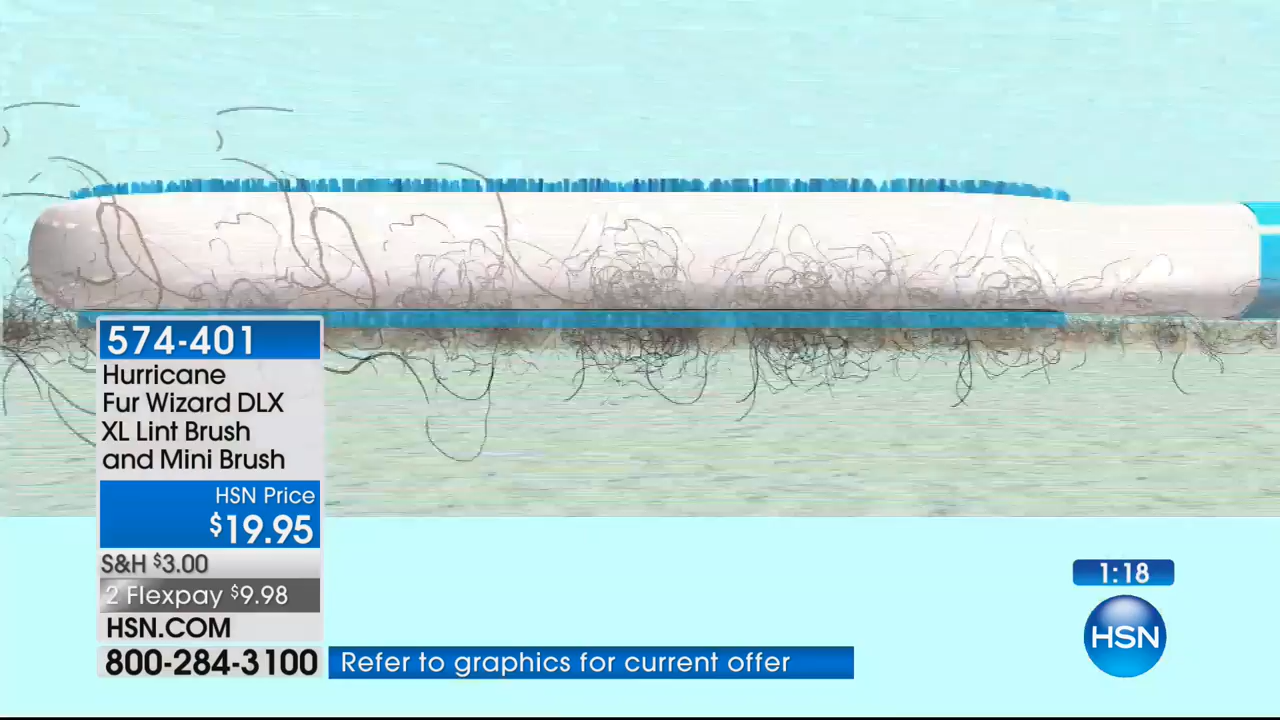 574-401
Hurricane
Fur Wizard DLX
XL Lint Brush
and Mini Brush
HSN Price
$19.95
S&H $3.00
2 Flexpay $9.98
HSN.COM
800-284-3100
Refer to graphics for current offer
1:18
HSN